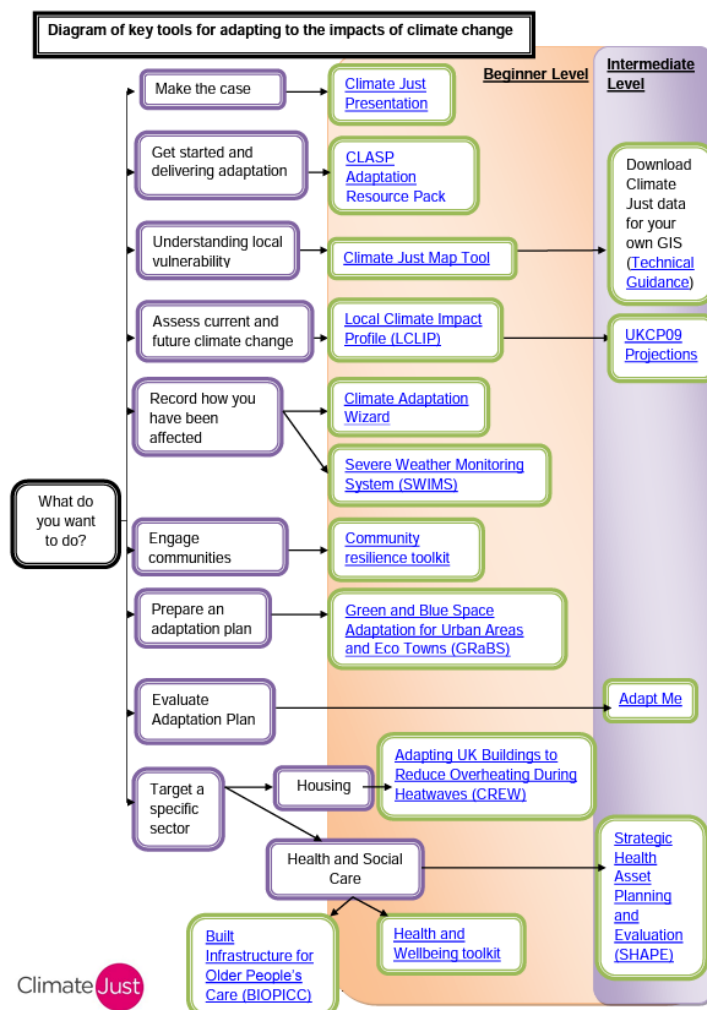 Diagram of key tools for adapting to the impacts of climate change
Beginner Level
Intermediate
Level
Make the case
Climate Just
Presentation
Get started and
delivering adaptation
CLASP
Adaptation
Resource Pack
Download
Climate
Just data
for your
own GIS
(Technical
Guidance)
Understanding local
vulnerability
Climate Just Map Tool
Assess current and
future climate change
Local Climate Impact
Profile (LCLIP)
UKCP09
Projections
Record how you
have been
affected
Climate Adaptation
Wizard
Severe Weather Monitoring
System (SWIMS)
What do
you want
to do?
Engage
communities
Community
resilience toolkit
Prepare an
adaptation plan
Green and Blue Space
Adaptation for Urban Areas
and Eco Towns (GRaBS)
Evaluate
Adaptation Plan
Adapt Me
Target a
specific
sector
Housing
Adapting UK Buildings to
Reduce Overheating During
Heatwaves (CREW)
Health and Social
Care
Strategic
Health
Asset
Planning
and
Evaluation
(SHAPE)
Built
Infrastructure for
Older People's
Care (BIOPICC)
Health and
Wellbeing toolkit
Climate Just